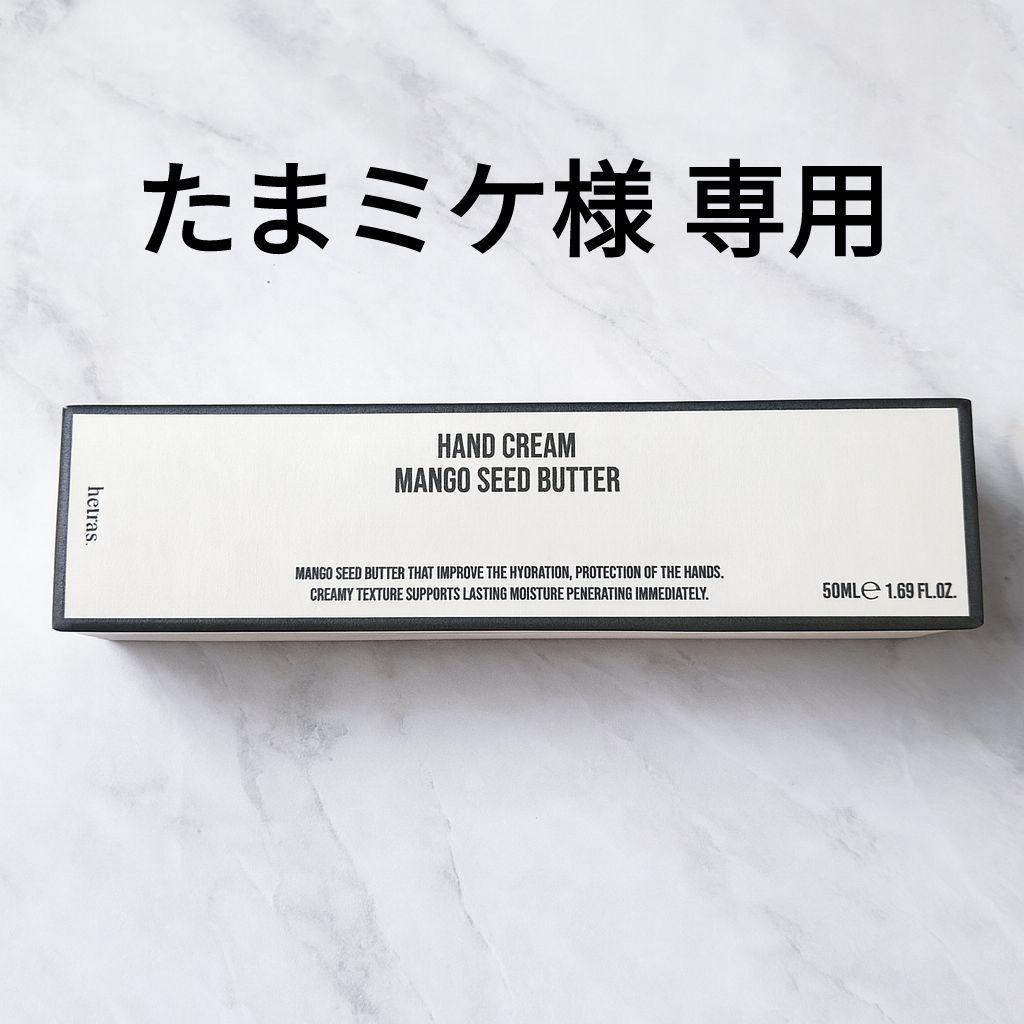 たまミケ様 専用
HAND CREAM
MANGO SEED BUTTER
hetras.
MANGO SEED BUTTER THAT IMPROVE THE HYORATION, PROTECTION OF THE HANDS.
CREAMY TEXTURE SUPPORTS LASTING MOISTURE PENERATING IMMEDIATELY.
50ML℮ 1.69 FL.OZ.